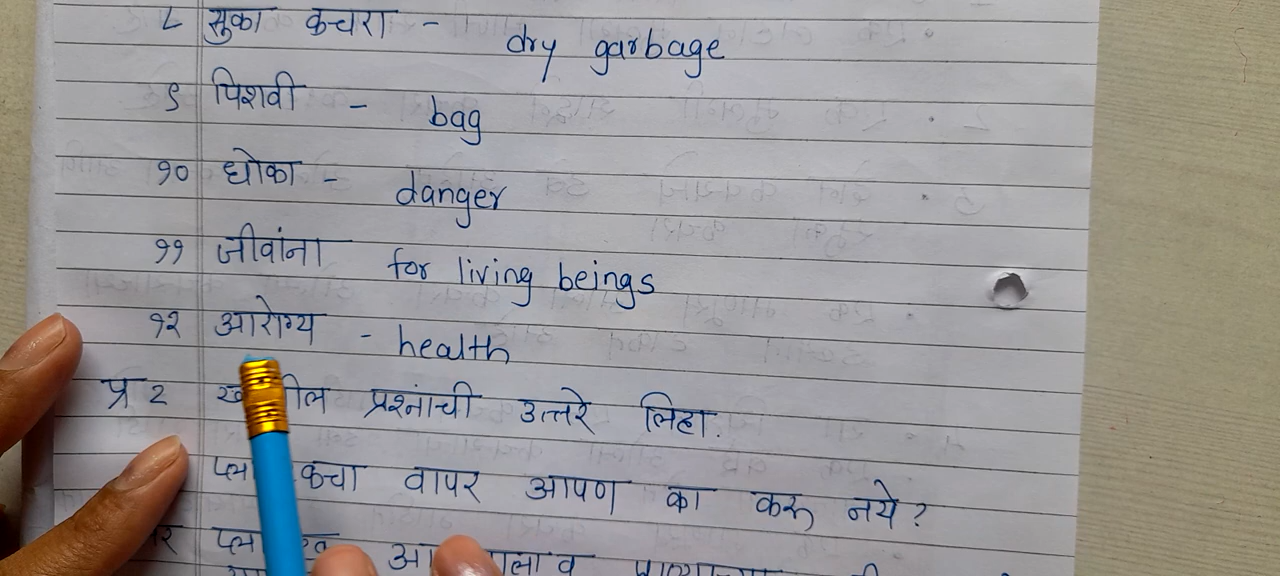 ८ सुका कचरा - dry garbage
९ पिशवी - bag
१० धोका - danger
११ जीवांना for living beings
१२ आरोग्य - health
प्र २ प्रश्नांची उत्तरे लिहा.
वापर आपण का करू नये?